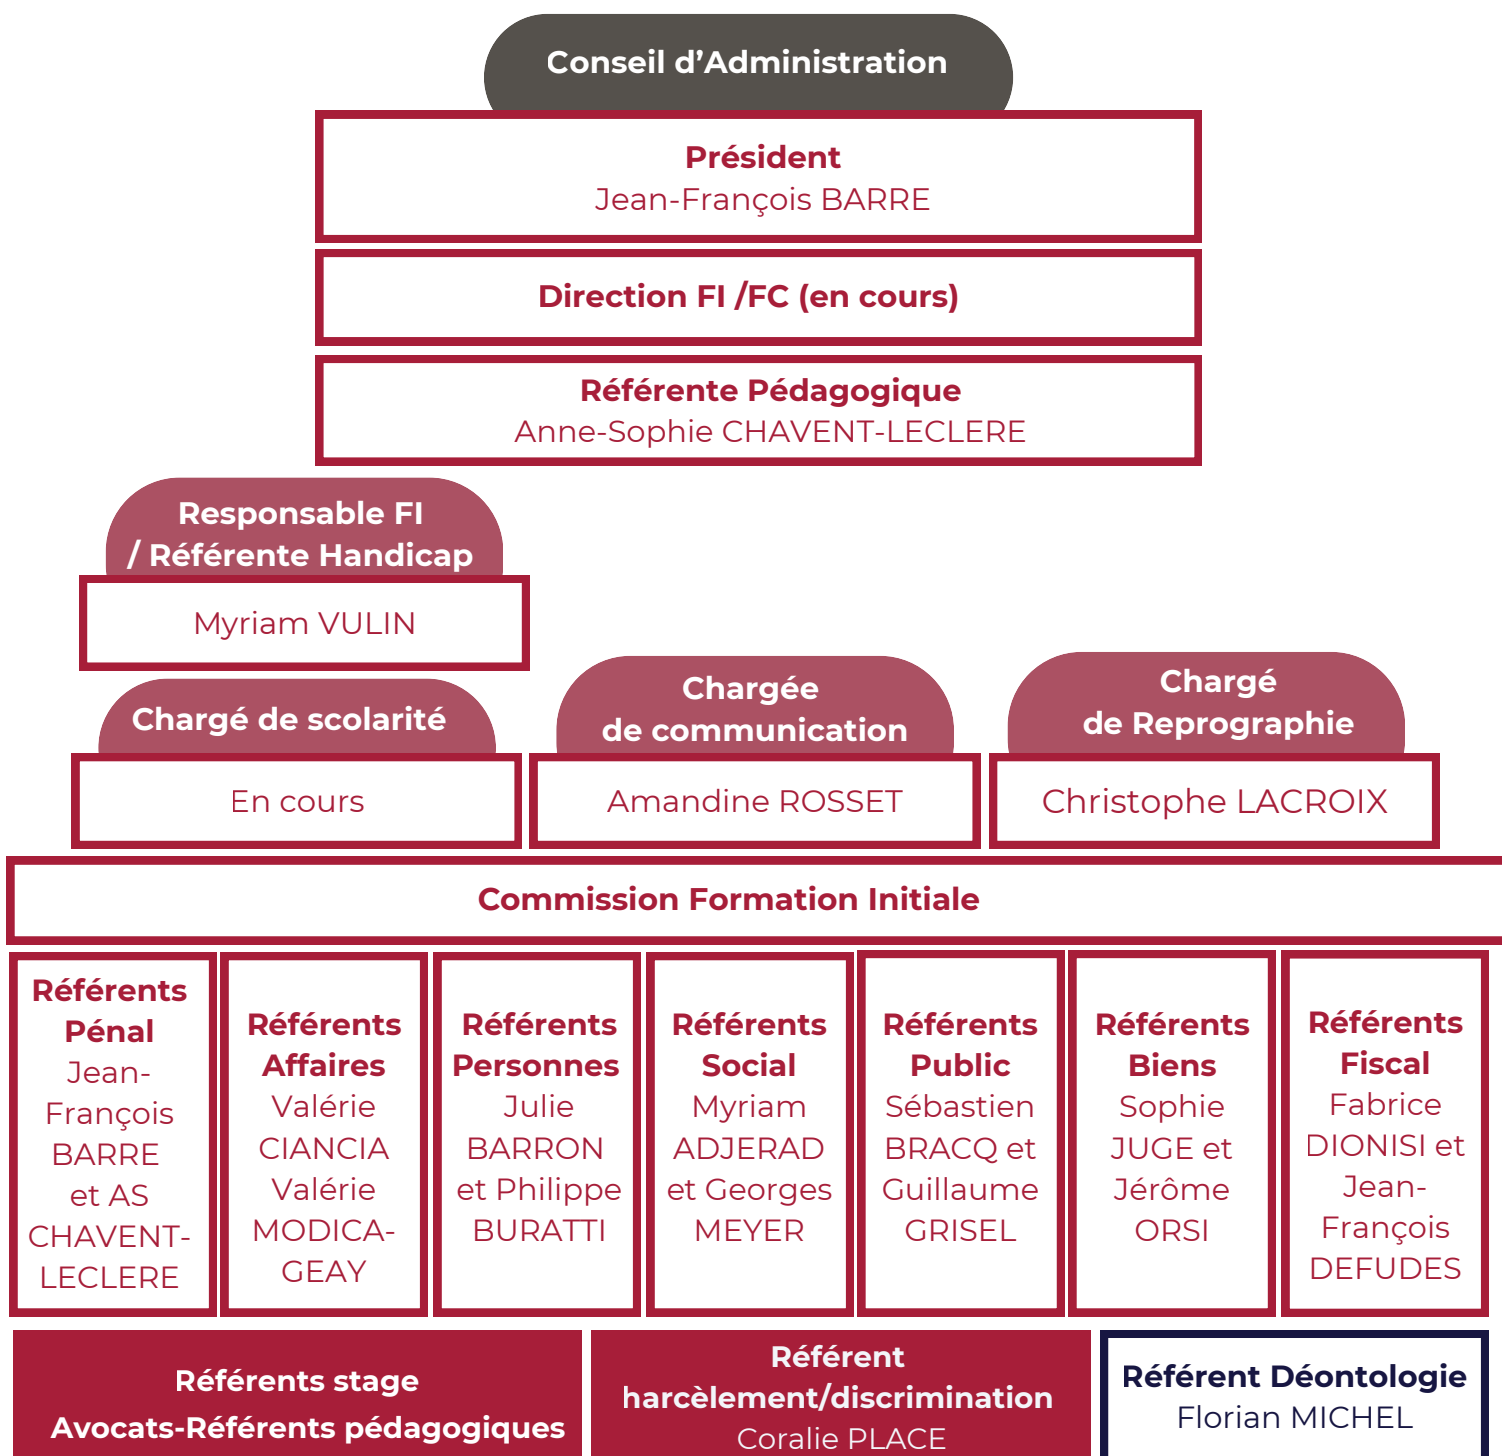 Conseil d’Administration
Président
Jean-François BARRE
Direction FI /FC (en cours)
Référente Pédagogique
Anne-Sophie CHAVENT-LECLERE
Responsable FI
/ Référente Handicap
Myriam VULIN
Chargé de scolarité
En cours
Chargée
de communication
Amandine ROSSET
Chargé
de Reprographie
Christophe LACROIX
Commission Formation Initiale
Référents
Pénal
Jean-
François
BARRE
et AS
CHAVENT-
LECLERE
Référents
Affaires
Valérie
CIANCIA
Valérie
MODICA-
GEAY
Référents
Personnes
Julie
BARRON
et Philippe
BURATTI
Référents
Social
Myriam
ADJERAD
et Georges
MEYER
Référents
Public
Sébastien
BRACQ et
Guillaume
GRISEL
Référents
Biens
Sophie
JUGE et
Jérôme
ORSI
Référents
Fiscal
Fabrice
DIONISI et
Jean-
François
DEFUDES
Référents stage
Avocats-Référents pédagogiques
Référent
harcèlement/discrimination
Coralie PLACE
Référent Déontologie
Florian MICHEL